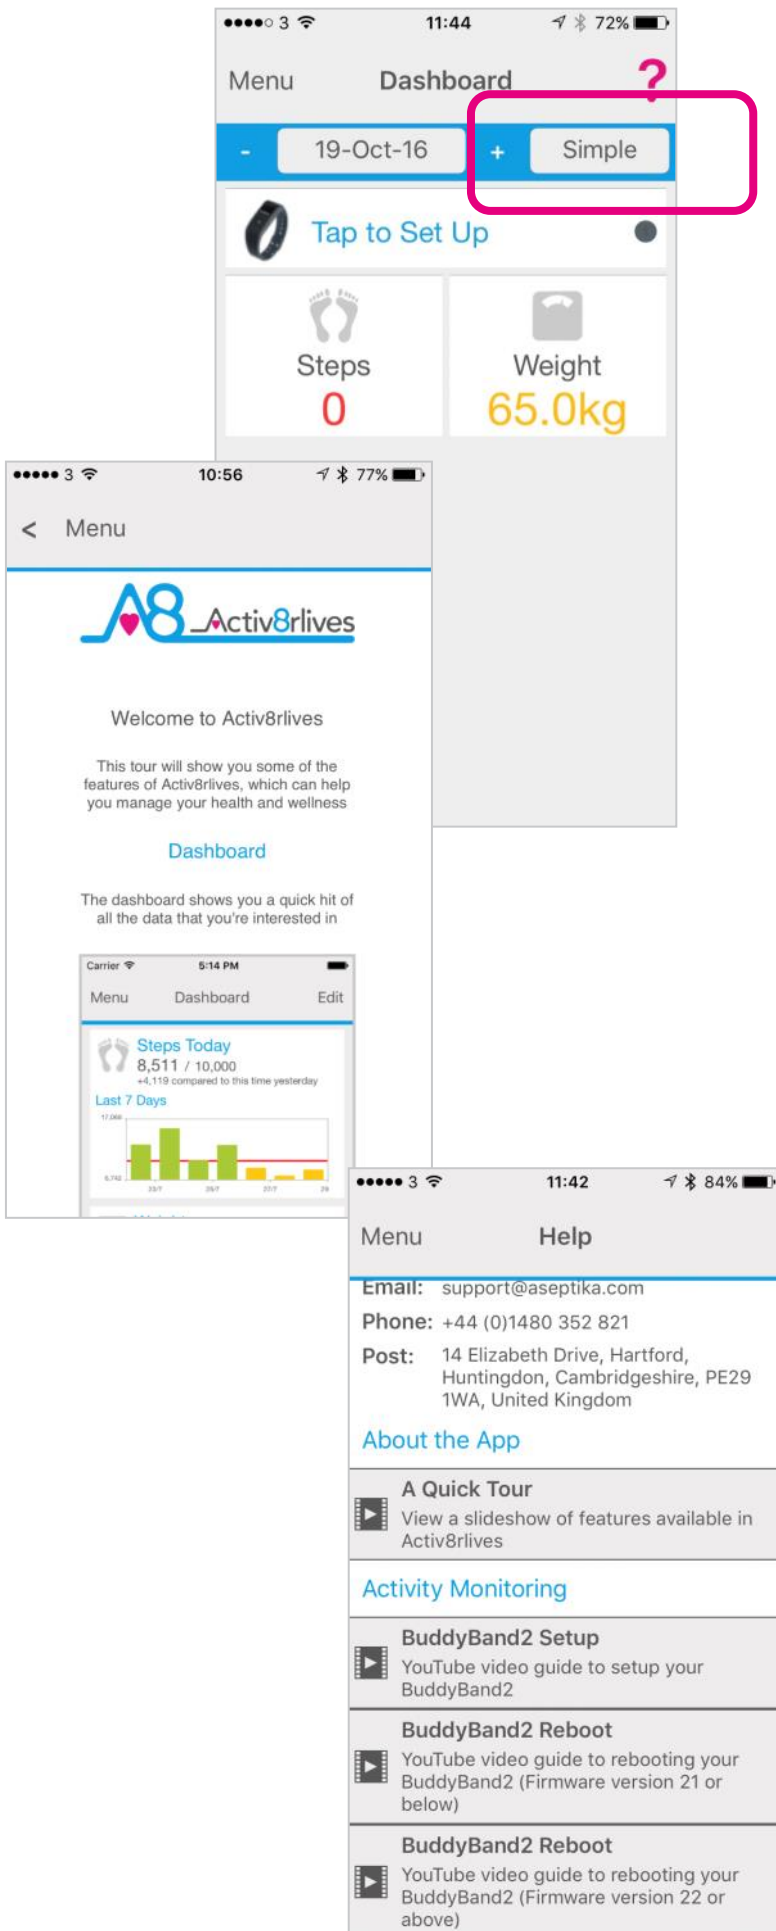 3 11:44 72%
Menu Dashboard ?
- 19-Oct-16 + Simple
Tap to Set Up
Steps Weight
0 65.0kg
3 10:56 77%
< Menu
A8 Activ8rlives
Welcome to Activ8rlives
This tour will show you some of the
features of Activ8rlives, which can help
you manage your health and wellness
Dashboard
The dashboard shows you a quick hit of
all the data that you're interested in
Carrier 5:14 PM
Menu Dashboard Edit
Steps Today
8,511 / 10,000
+4,119 compared to this time yesterday
Last 7 Days
23/7 25/7 27/7 29
3 11:42 84%
Menu Help
Email: support@aseptika.com
Phone: +44 (0)1480 352 821
Post: 14 Elizabeth Drive, Hartford,
Huntingdon, Cambridgeshire, PE29
1WA, United Kingdom
About the App
A Quick Tour
View a slideshow of features available in
Activ8rlives
Activity Monitoring
BuddyBand2 Setup
YouTube video guide to setup your
BuddyBand2
BuddyBand2 Reboot
YouTube video guide to rebooting your
BuddyBand2 (Firmware version 21 or
below)
BuddyBand2 Reboot
YouTube video guide to rebooting your
BuddyBand2 (Firmware version 22 or
above)